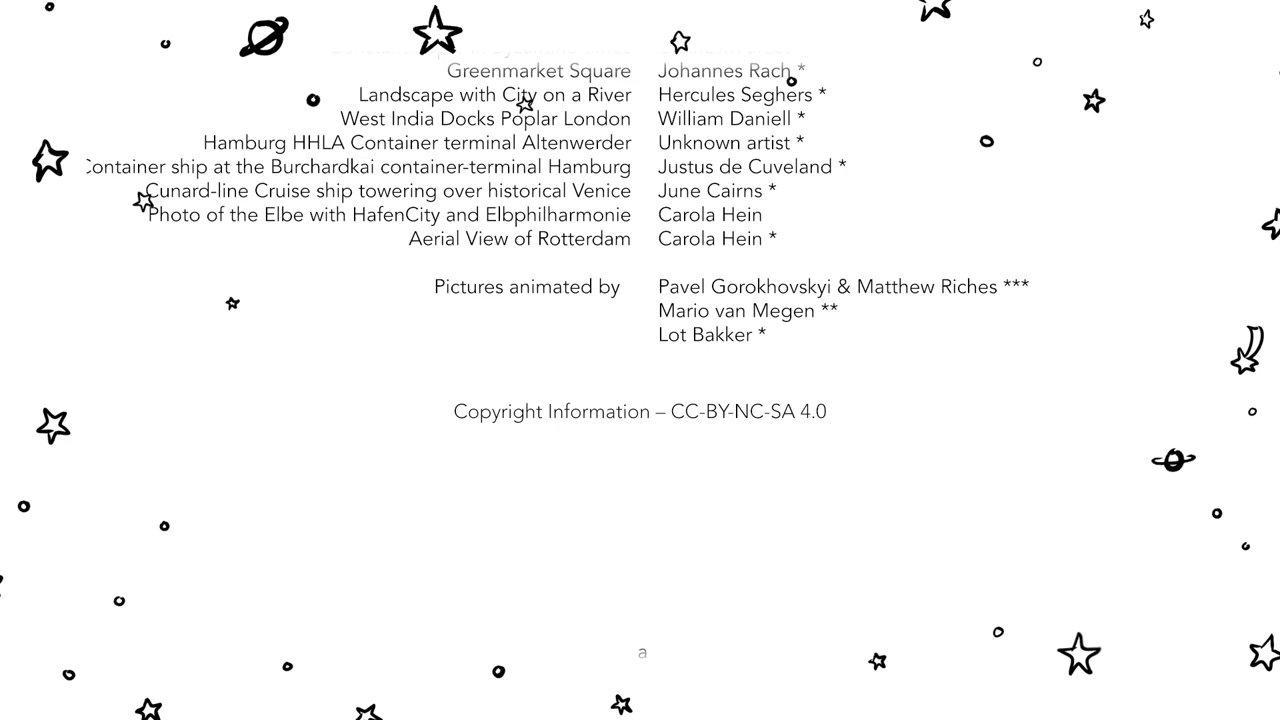 Greenmarket Square Johannes Rach *
Landscape with City on a River Hercules Seghers *
West India Docks Poplar London William Daniell *
Hamburg HHLA Container terminal Altenwerder Unknown artist *
Container ship at the Burchardkai container-terminal Hamburg Justus de Cuveland *
Cunard-line Cruise ship towering over historical Venice June Cairns *
Photo of the Elbe with HafenCity and Elbphilharmonie Carola Hein
Aerial View of Rotterdam Carola Hein *
Pictures animated by Pavel Gorokhovskyi & Matthew Riches ***
Mario van Megen **
Lot Bakker *
Copyright Information – CC-BY-NC-SA 4.0
a